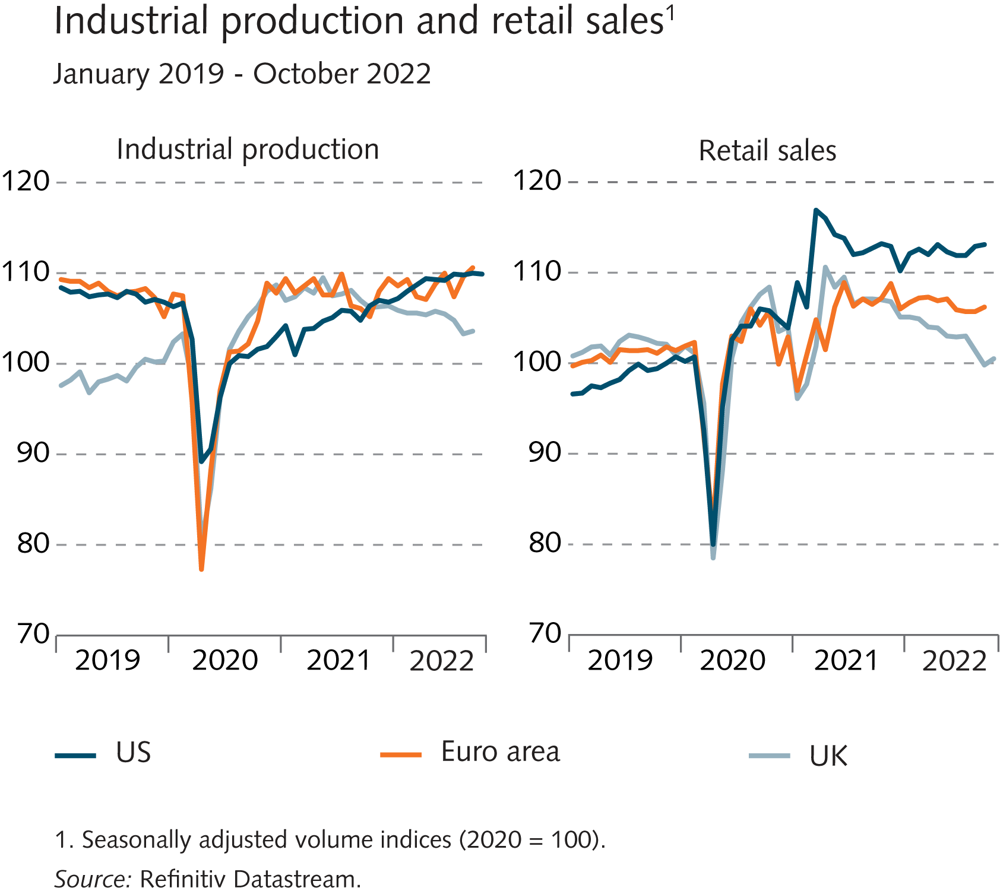 Industrial production and retail sales¹
January 2019 - October 2022
Industrial production
120
110
100
90
80
70
2019 2020 2021 2022
Retail sales
120
110
100
90
80
70
2019 2020 2021 2022
US Euro area UK
1. Seasonally adjusted volume indices (2020 = 100).
Source: Refinitiv Datastream.